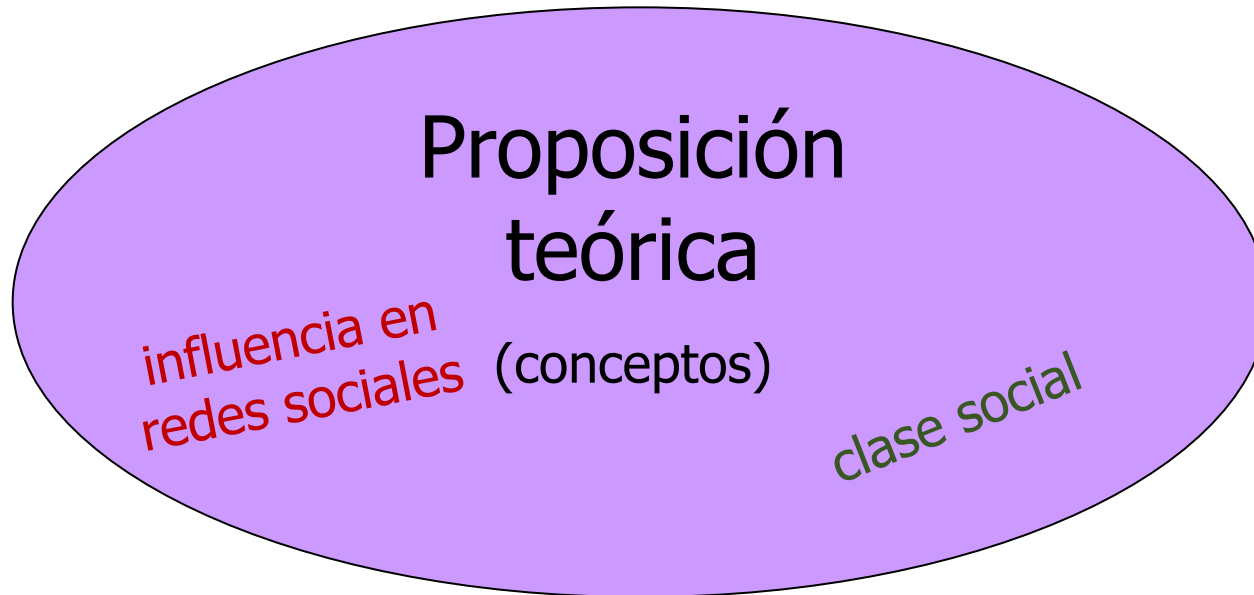 Proposición
teórica
influencia en
redes sociales
(conceptos)
clase social